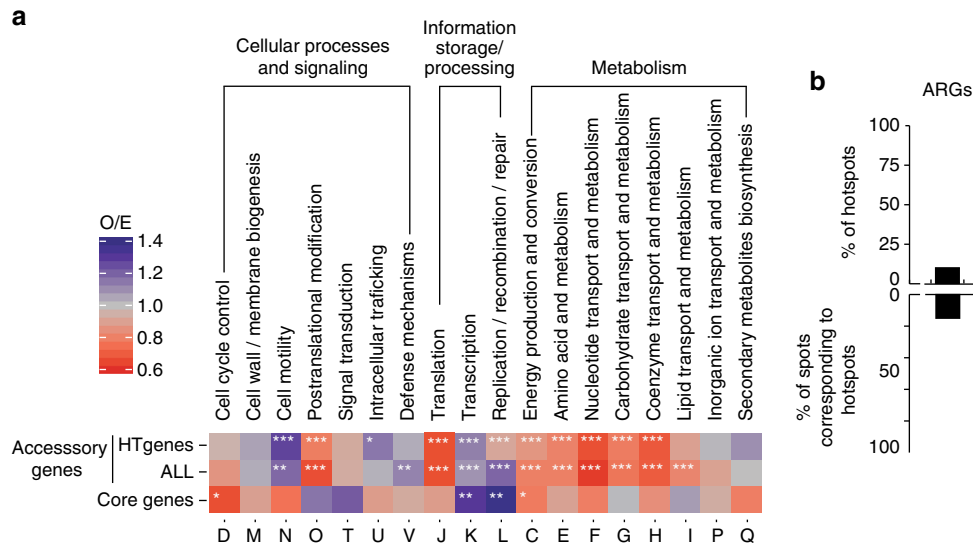 a
Cellular processes
and signaling
Information
storage/
processing
Metabolism
O/E
1.4
1.2
1.0
0.8
0.6
Cell cycle control
Cell wall / membrane biogenesis
Cell motility
Postranslational modification
Signal transduction
Intracellular traficking
Defense mechanisms
Translation
Transcription
Replication / recombination / repair
Energy production and conversion
Amino acid and metabolism
Nucleotide transport and metabolism
Carbohydrate transport and metabolism
Coenzyme transport and metabolism
Lipid transport and metabolism
Inorganic ion transport and metabolism
Secondary metabolites biosynthesis
Accesssory
genes
HTgenes
*** *** * *** *** *** *** *** *** *** ***
ALL
** *** ** *** *** *** *** *** *** *** *** ***
Core genes
* ** ** *
D M N O T U V J K L C E F G H I P Q
b
ARGs
% of hotspots
100
75
50
25
0
% of spots
corresponding to
hotspots
0
50
100